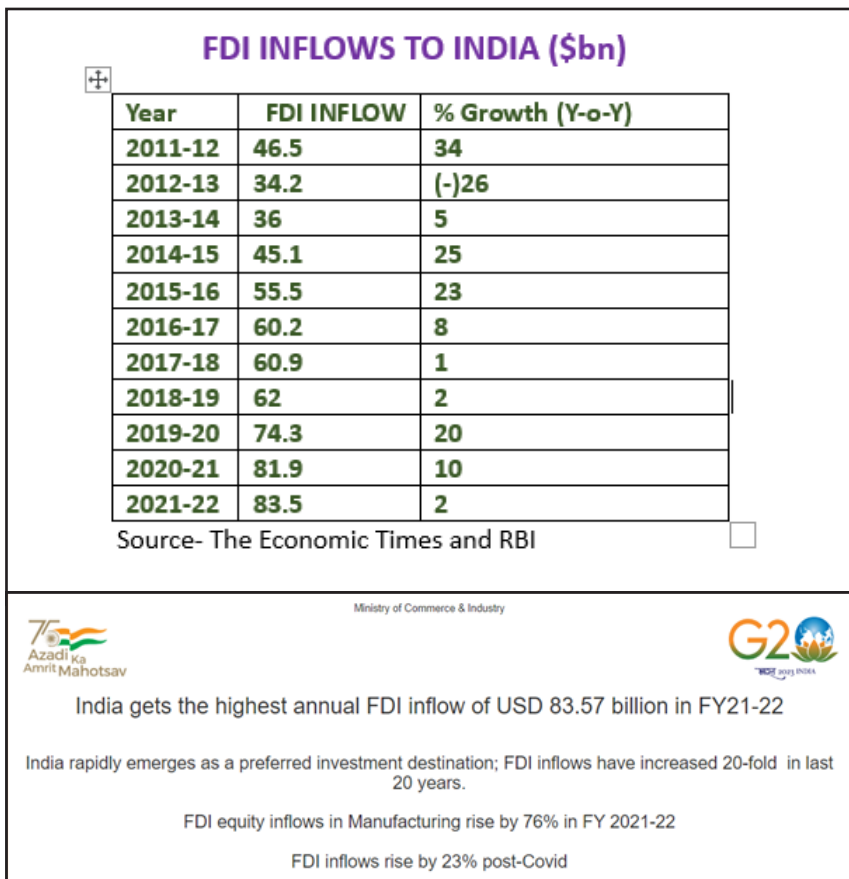 FDI INFLOWS TO INDIA ($bn)
Year FDI INFLOW % Growth (Y-o-Y)
2011-12 46.5 34
2012-13 34.2 (-)26
2013-14 36 5
2014-15 45.1 25
2015-16 55.5 23
2016-17 60.2 8
2017-18 60.9 1
2018-19 62 2
2019-20 74.3 20
2020-21 81.9 10
2021-22 83.5 2
Source- The Economic Times and RBI
Ministry of Commerce & Industry
75
Azadi Ka
Amrit Mahotsav
G20
भारत 2023 INDIA
India gets the highest annual FDI inflow of USD 83.57 billion in FY21-22
India rapidly emerges as a preferred investment destination; FDI inflows have increased 20-fold in last
20 years.
FDI equity inflows in Manufacturing rise by 76% in FY 2021-22
FDI inflows rise by 23% post-Covid